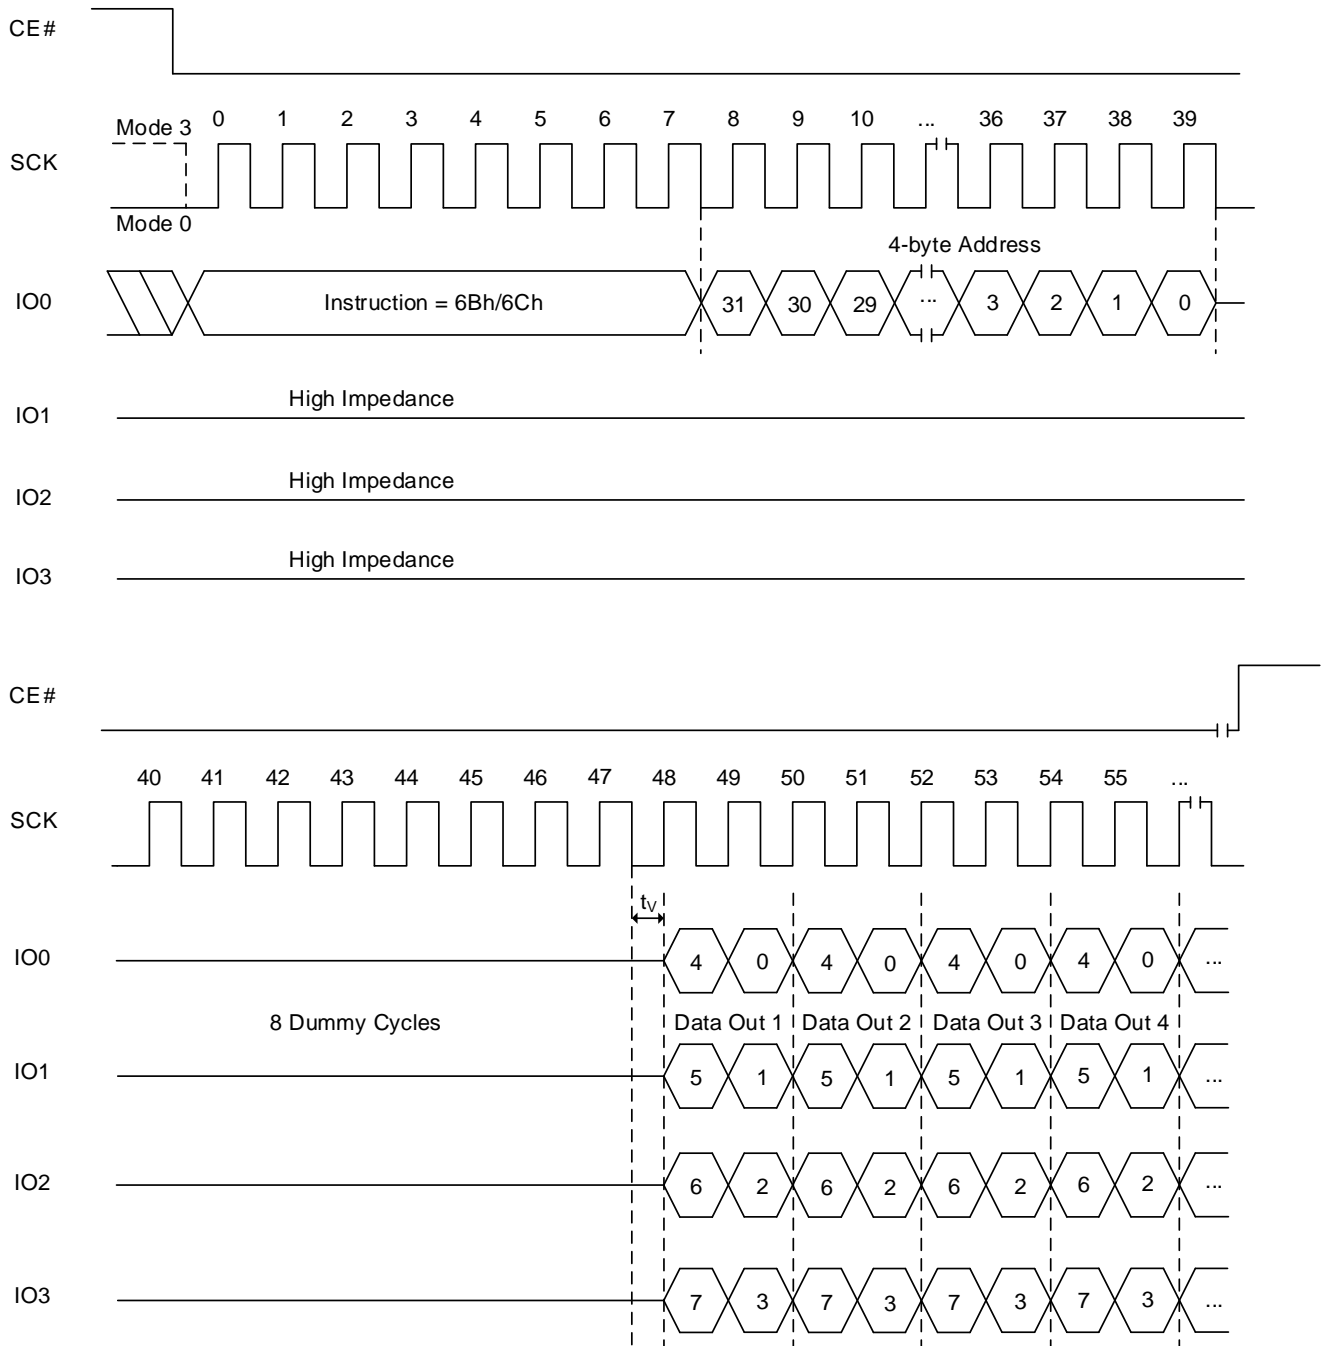 CE#
Mode 3 0 1 2 3 4 5 6 7 8 9 10 ... 36 37 38 39
SCK
Mode 0
4-byte Address
IO0 Instruction = 6Bh/6Ch 31 30 29 ... 3 2 1 0
High Impedance
IO1
High Impedance
IO2
High Impedance
IO3
CE#
40 41 42 43 44 45 46 47 48 49 50 51 52 53 54 55 ...
SCK
tV
IO0 4 0 4 0 4 0 4 0 ...
8 Dummy Cycles Data Out 1 Data Out 2 Data Out 3 Data Out 4
IO1 5 1 5 1 5 1 5 1 ...
IO2 6 2 6 2 6 2 6 2 ...
IO3 7 3 7 3 7 3 7 3 ...